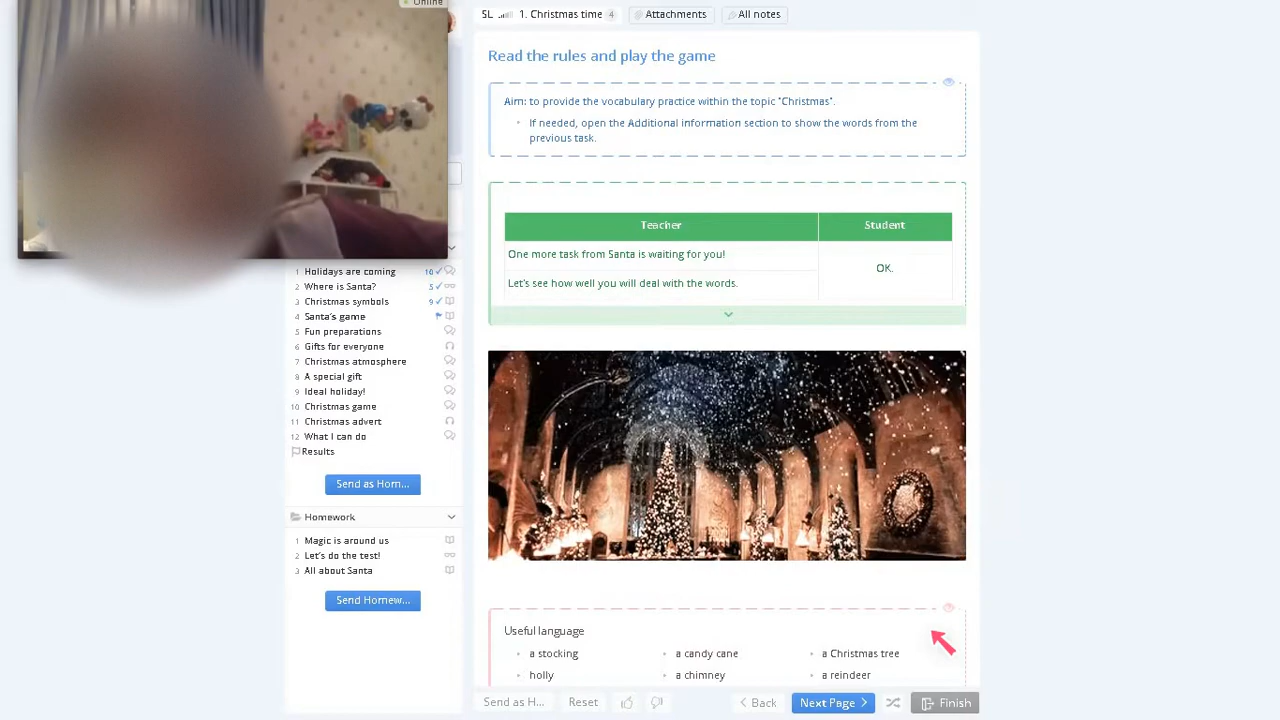 Online
SL 1. Christmas time 4 Attachments All notes
Read the rules and play the game
Aim: to provide the vocabulary practice within the topic "Christmas".
If needed, open the Additional information section to show the words from the
previous task.
Teacher Student
One more task from Santa is waiting for you!
OK.
Let's see how well you will deal with the words.
1 Holidays are coming 10
2 Where is Santa? 5
3 Christmas symbols 9
4 Santa's game
5 Fun preparations
6 Gifts for everyone
7 Christmas atmosphere
8 A special gift
9 Ideal holiday!
10 Christmas game
11 Christmas advert
12 What I can do
Results
Send as Hom...
Homework
1 Magic is around us
2 Let's do the test!
3 All about Santa
Send Homew...
Useful language
a stocking a candy cane a Christmas tree
holly a chimney a reindeer
Send as H... Reset Back Next Page Finish